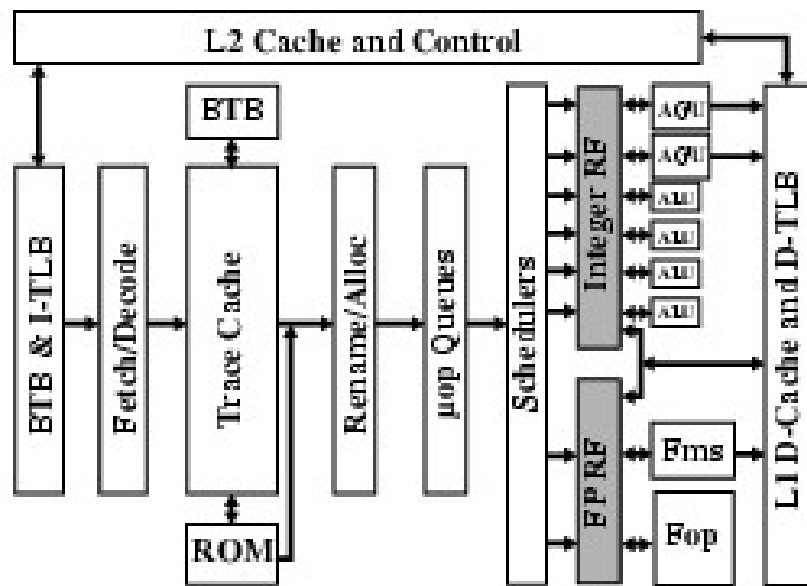 L2 Cache and Control
BTB
BTB & I-TLB
Fetch/Decode
Trace Cache
ROM
Rename/Alloc
µop Queues
Schedulers
Integer RF
FP RF
AGU
AGU
ALU
ALU
ALU
ALU
Fms
Fop
L1 D-Cache and D-TLB